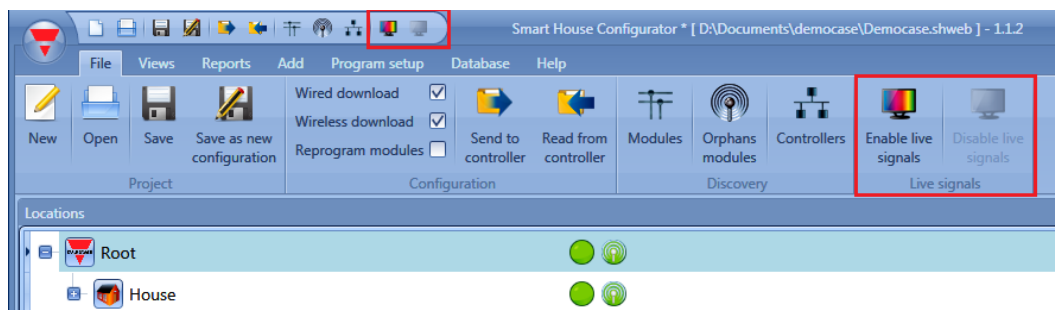 Smart House Configurator * [ D:\Documents\democase\Democase.shweb ] - 1.1.2
File Views Reports Add Program setup Database Help
Wired download
Wireless download
Reprogram modules
New Open Save Save as new configuration Send to controller Read from controller Modules Orphans modules Controllers Enable live signals Disable live signals
Project Configuration Discovery Live signals
Locations
Root
House